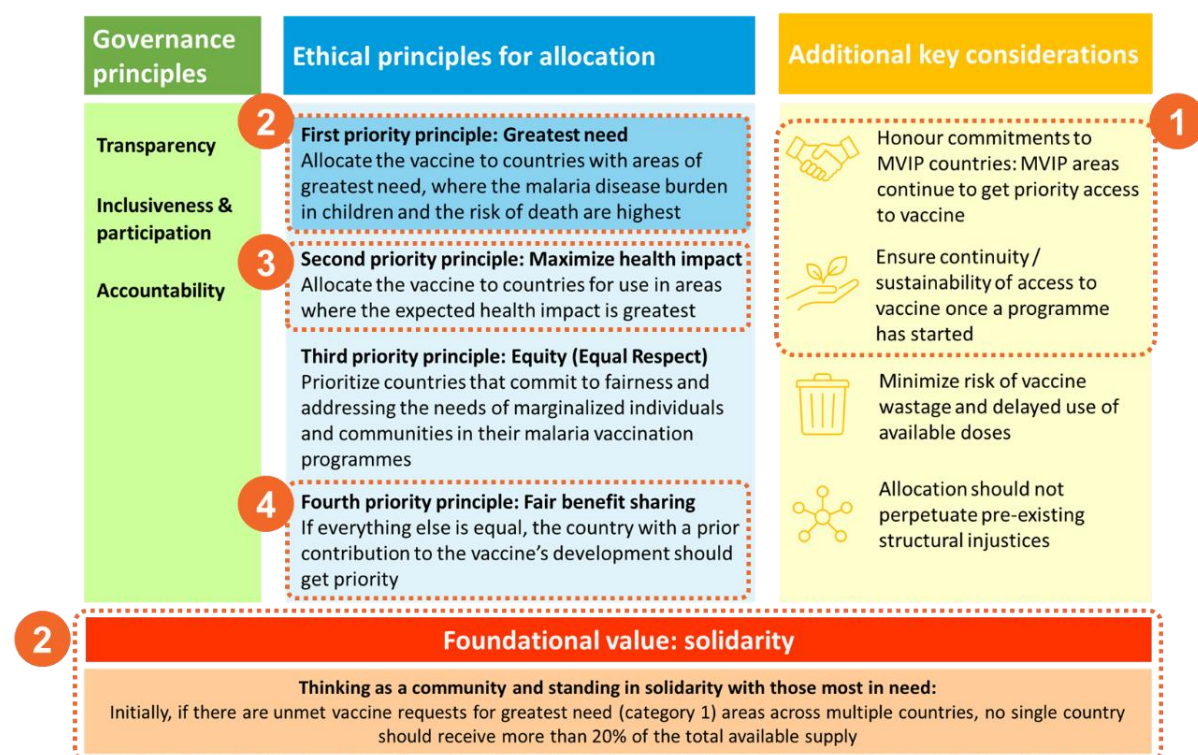 Governance
principles
Transparency
Inclusiveness &
participation
Accountability
Ethical principles for allocation
2
First priority principle: Greatest need
Allocate the vaccine to countries with areas of
greatest need, where the malaria disease burden
in children and the risk of death are highest
3
Second priority principle: Maximize health impact
Allocate the vaccine to countries for use in areas
where the expected health impact is greatest
Third priority principle: Equity (Equal Respect)
Prioritize countries that commit to fairness and
addressing the needs of marginalized individuals
and communities in their malaria vaccination
programmes
4
Fourth priority principle: Fair benefit sharing
If everything else is equal, the country with a prior
contribution to the vaccine’s development should
get priority
Additional key considerations
1
Honour commitments to
MVIP countries: MVIP areas
continue to get priority access
to vaccine
Ensure continuity/
sustainability of access to
vaccine once a programme
has started
Minimize risk of vaccine
wastage and delayed use of
available doses
Allocation should not
perpetuate pre-existing
structural injustices
2
Foundational value: solidarity
Thinking as a community and standing in solidarity with those most in need:
Initially, if there are unmet vaccine requests for greatest need (category 1) areas across multiple countries, no single country
should receive more than 20% of the total available supply